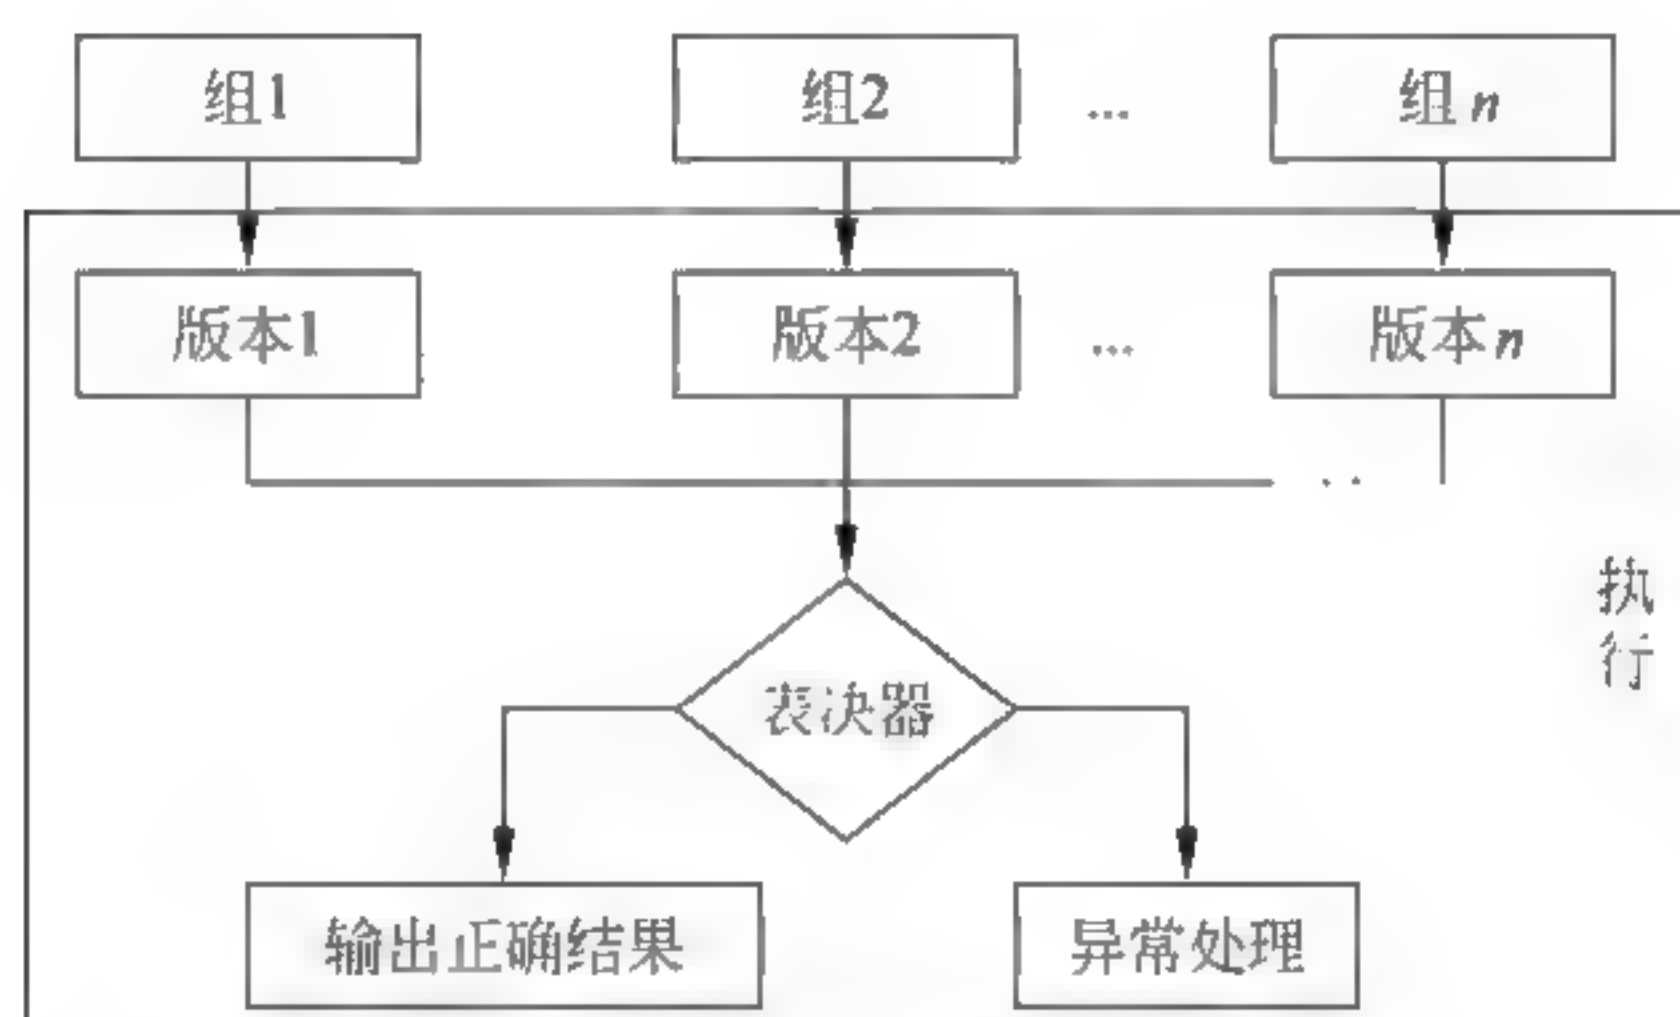 组1 组2 … 组n
版本1 版本2 … 版本n
执
行
表决器
输出正确结果 异常处理